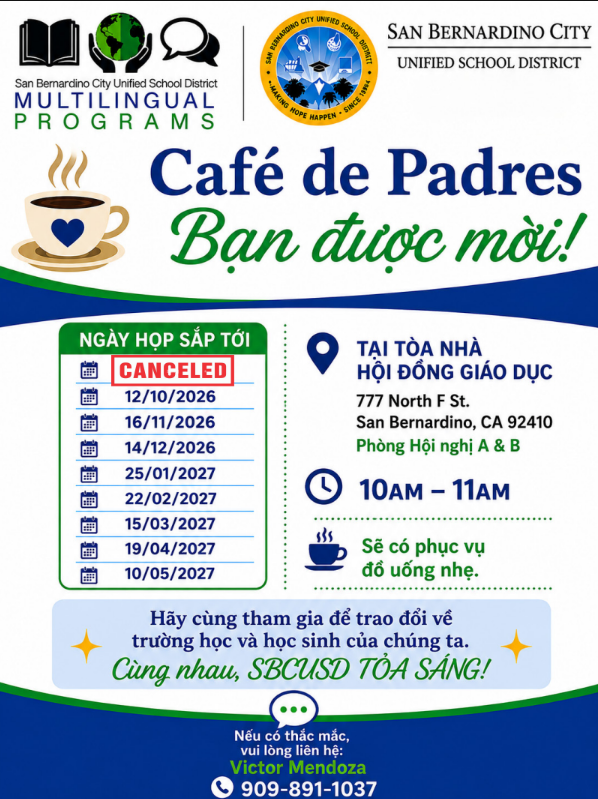 San Bernardino City Unified School District
MULTILINGUAL
PROGRAMS
SAN BERNARDINO CITY UNIFIED SCHOOL DISTRICT
• MAKING HOPE HAPPEN • SINCE 1964
SAN BERNARDINO CITY
UNIFIED SCHOOL DISTRICT
Café de Padres
Bạn được mời!
NGÀY HỌP SẮP TỚI
CANCELED
12/10/2026
16/11/2026
14/12/2026
25/01/2027
22/02/2027
15/03/2027
19/04/2027
10/05/2027
TẠI TÒA NHÀ
HỘI ĐỒNG GIÁO DỤC
777 North F St.
San Bernardino, CA 92410
Phòng Hội nghị A & B
10AM – 11AM
Sẽ có phục vụ
đồ uống nhẹ.
Hãy cùng tham gia để trao đổi về
trường học và học sinh của chúng ta.
Cùng nhau, SBCUSD TỎA SÁNG!
Nếu có thắc mắc,
vui lòng liên hệ:
Victor Mendoza
909-891-1037